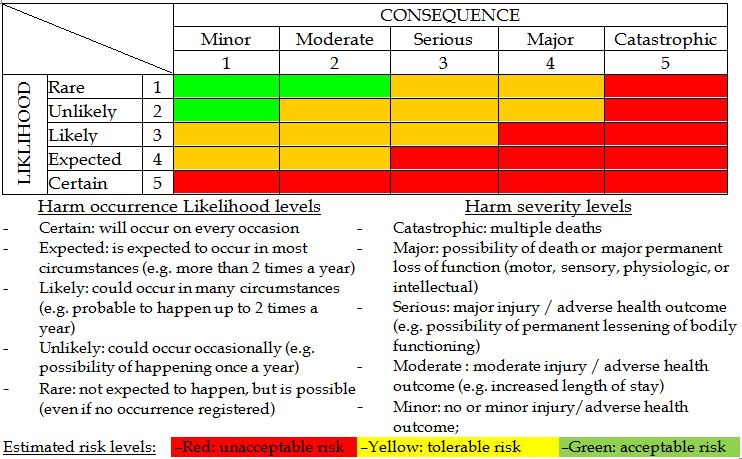 CONSEQUENCE
Minor Moderate Serious Major Catastrophic
1 2 3 4 5
LIKLIHOOD
Rare 1
Unlikely 2
Likely 3
Expected 4
Certain 5
Harm occurrence Likelihood levels
- Certain: will occur on every occasion
- Expected: is expected to occur in most
circumstances (e.g. more than 2 times a year)
- Likely: could occur in many circumstances
(e.g. probable to happen up to 2 times a
year)
- Unlikely: could occur occasionally (e.g.
possibility of happening once a year)
- Rare: not expected to happen, but is possible
(even if no occurrence registered)
Harm severity levels
- Catastrophic: multiple deaths
- Major: possibility of death or major permanent
loss of function (motor, sensory, physiologic, or
intellectual)
- Serious: major injury / adverse health outcome
(e.g. possibility of permanent lessening of bodily
functioning)
- Moderate : moderate injury / adverse health
outcome (e.g. increased length of stay)
- Minor: no or minor injury/adverse health
outcome;
Estimated risk levels: –Red: unacceptable risk –Yellow: tolerable risk –Green: acceptable risk